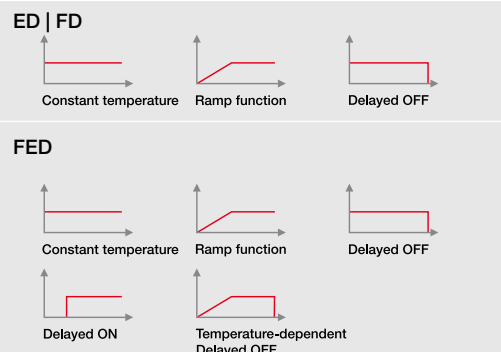 ED | FD
Constant temperature
Ramp function
Delayed OFF
FED
Constant temperature
Ramp function
Delayed OFF
Delayed ON
Temperature-dependent
Delayed OFF